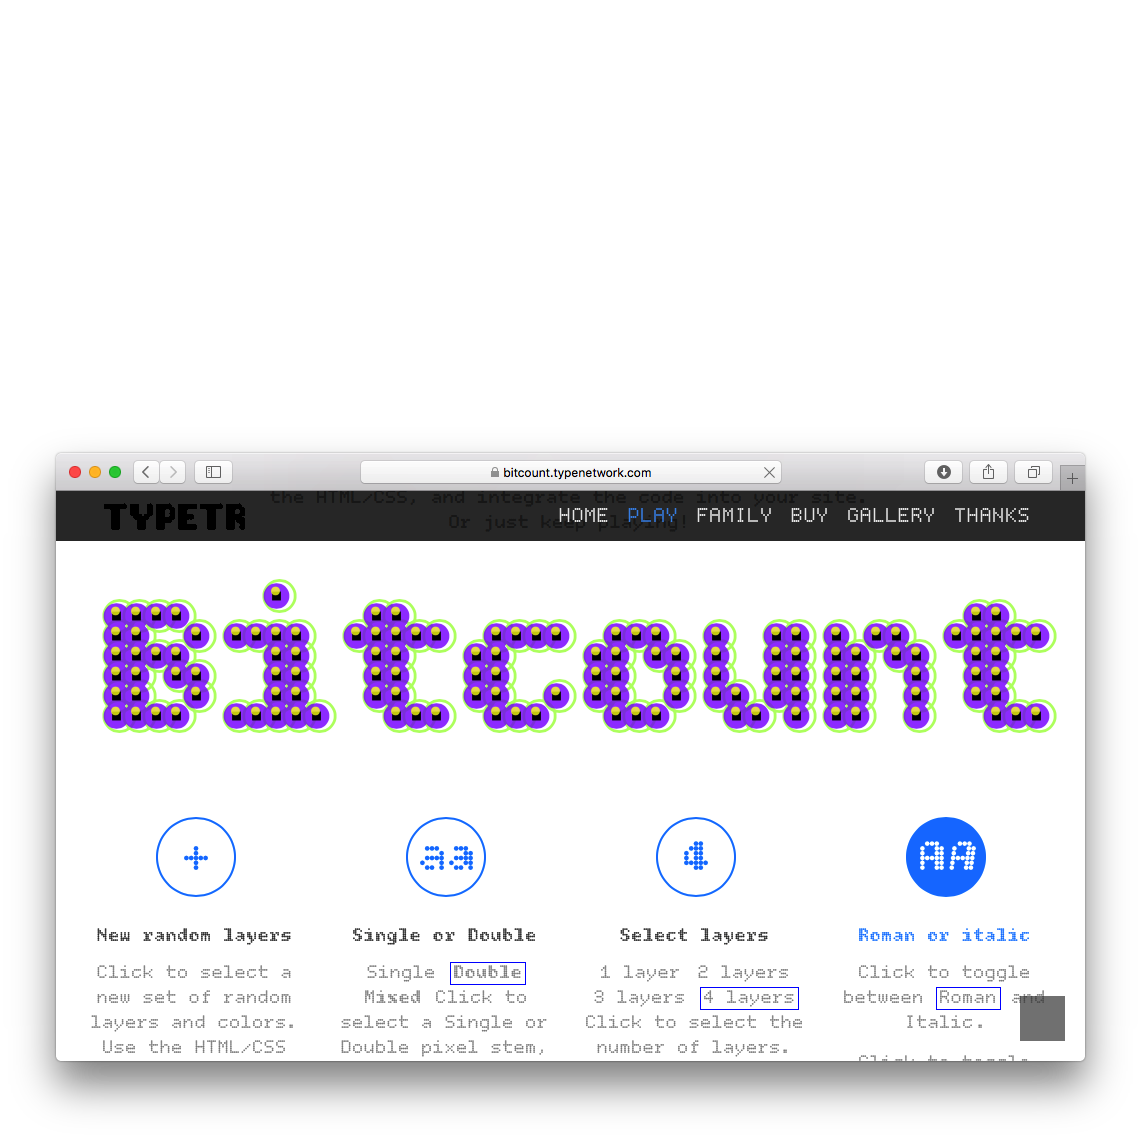 bitcount.typenetwork.com
the HTML/CSS, and integrate the code into your site.
Or just keep playing!
TYPETR
HOME PLAY FAMILY BUY GALLERY THANKS
Bitcount
+ aa 4 AA
New random layers
Click to select a
new set of random
layers and colors.
Use the HTML/CSS
Single or Double
Single Double
Mixed Click to
select a Single or
Double pixel stem,
Select layers
1 layer 2 layers
3 layers 4 layers
Click to select the
number of layers.
Roman or italic
Click to toggle
between Roman and
Italic.
Click to toggle